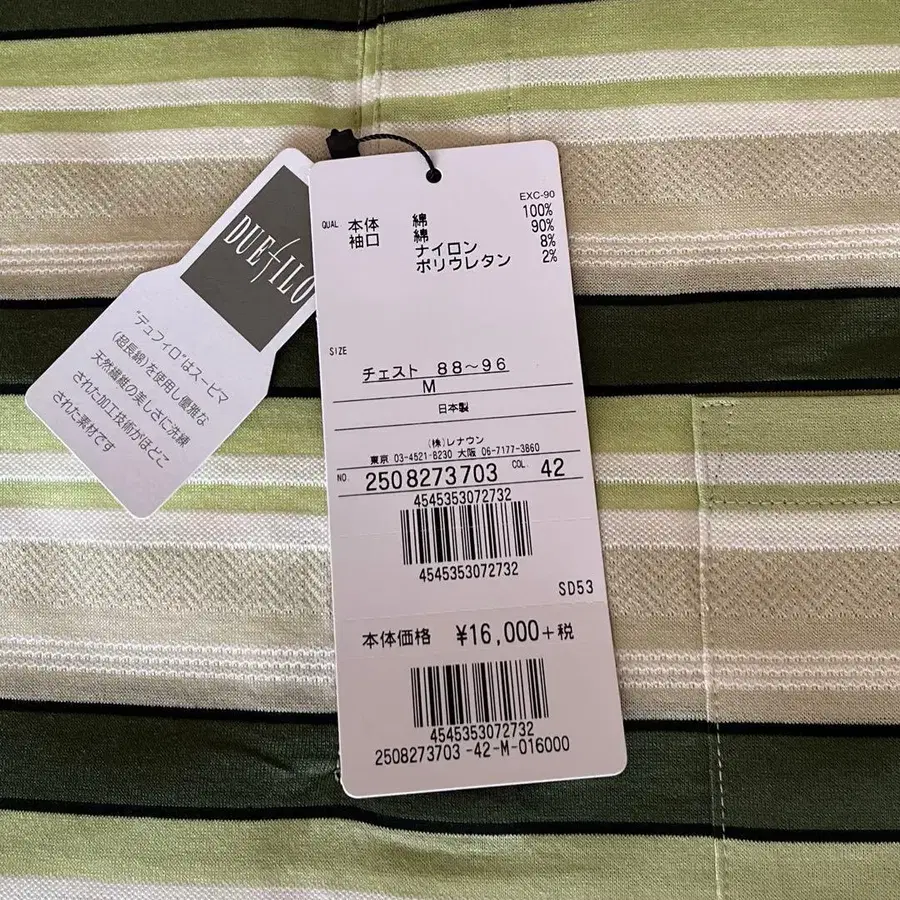 DUEFILO
"デュフィロ"はスーピマ
(超長綿)を使用し優雅な
天然繊維の美しさに洗練
された加工技術がほどこ
された素材です
EXC-90
QUAL 本体 綿 100%
袖口 綿 90%
ナイロン 8%
ポリウレタン 2%
SIZE
チェスト 88～96
M
日本製
(株)レナウン
東京 03-4521-8230 大阪 06-7177-3860
NO. 2508273703 COL. 42
4545353072732
4545353072732
SD53
本体価格 ¥16,000+税
4545353072732
2508273703-42-M-016000